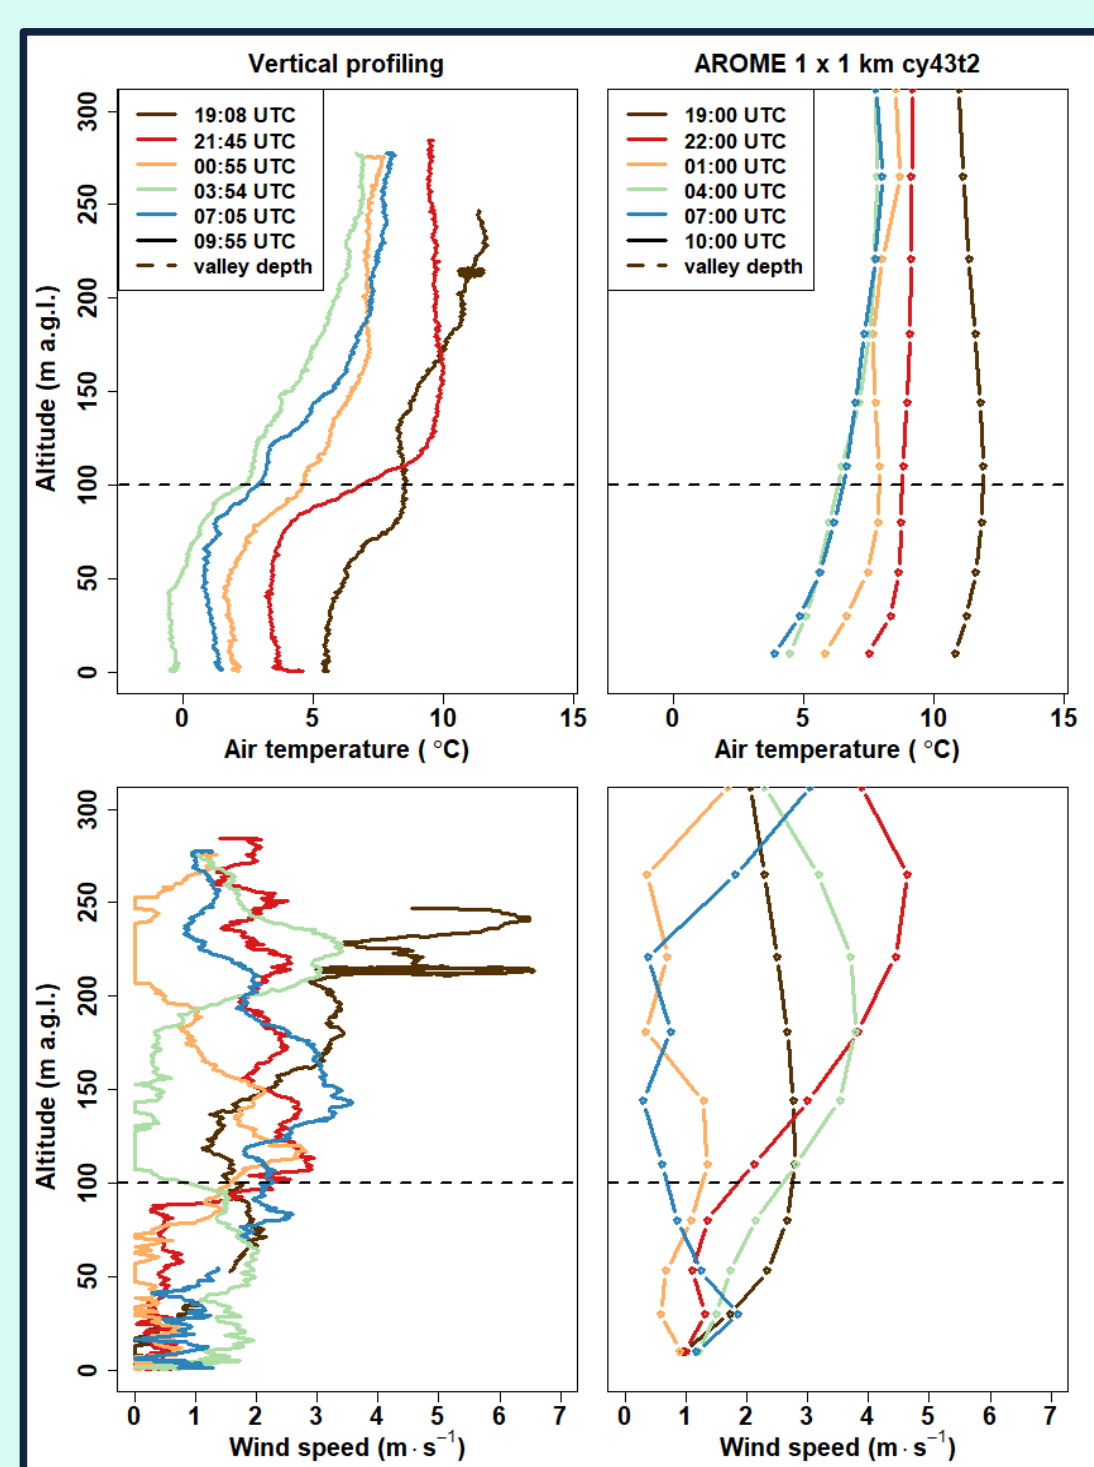 Vertical profiling
AROME 1 x 1 km cy43t2
19:08 UTC
21:45 UTC
00:55 UTC
03:54 UTC
07:05 UTC
09:55 UTC
valley depth
19:00 UTC
22:00 UTC
01:00 UTC
04:00 UTC
07:00 UTC
10:00 UTC
valley depth
Altitude (m a.g.l.)
300
250
200
150
100
50
0
0 5 10 15
Air temperature ( °C)
0 5 10 15
Air temperature ( °C)
Altitude (m a.g.l.)
300
250
200
150
100
50
0
0 1 2 3 4 5 6 7
Wind speed (m · s⁻¹)
0 1 2 3 4 5 6 7
Wind speed (m · s⁻¹)